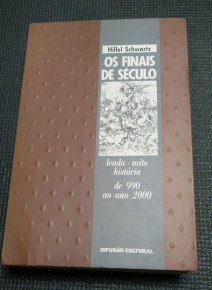 Hillel Schwartz
OS FINAIS
DE SÉCULO
lenda · mito
história
de 990
ao ano 2000
DIFUSÃO CULTURAL